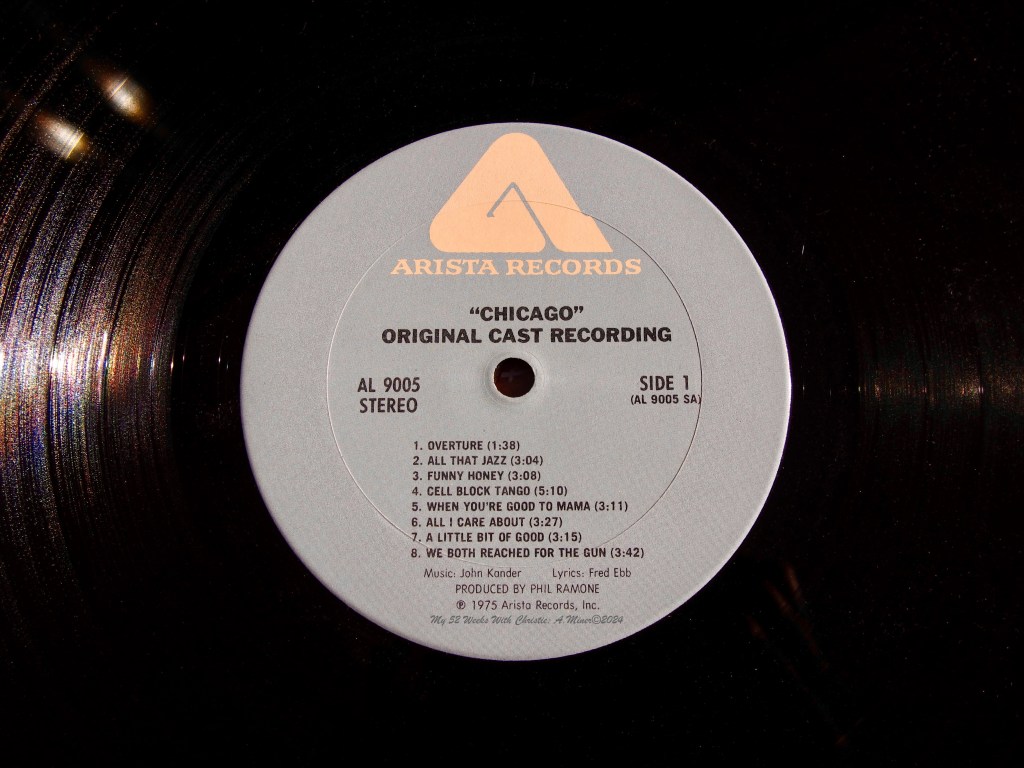 ARISTA RECORDS
"CHICAGO"
ORIGINAL CAST RECORDING
AL 9005
STEREO
SIDE 1
(AL 9005 SA)
1. OVERTURE (1:38)
2. ALL THAT JAZZ (3:04)
3. FUNNY HONEY (3:08)
4. CELL BLOCK TANGO (5:10)
5. WHEN YOU'RE GOOD TO MAMA (3:11)
6. ALL I CARE ABOUT (3:27)
7. A LITTLE BIT OF GOOD (3:15)
8. WE BOTH REACHED FOR THE GUN (3:42)
Music: John Kander Lyrics: Fred Ebb
PRODUCED BY PHIL RAMONE
℗ 1975 Arista Records, Inc.
My 52 Weeks With Christie: A.Miner©2024